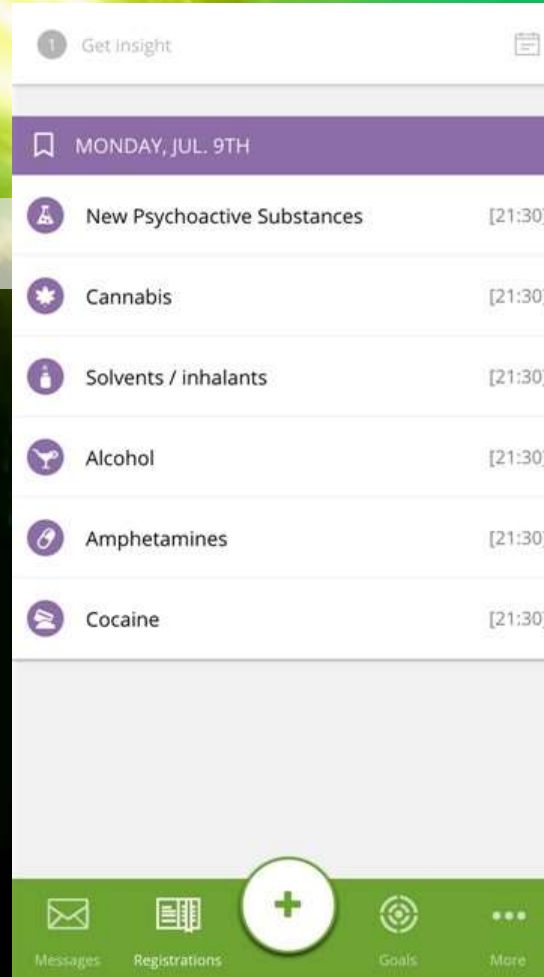 1 Get insight
MONDAY, JUL. 9TH
New Psychoactive Substances [21:30]
Cannabis [21:30]
Solvents / inhalants [21:30]
Alcohol [21:30]
Amphetamines [21:30]
Cocaine [21:30]
Messages Registrations + Goals More